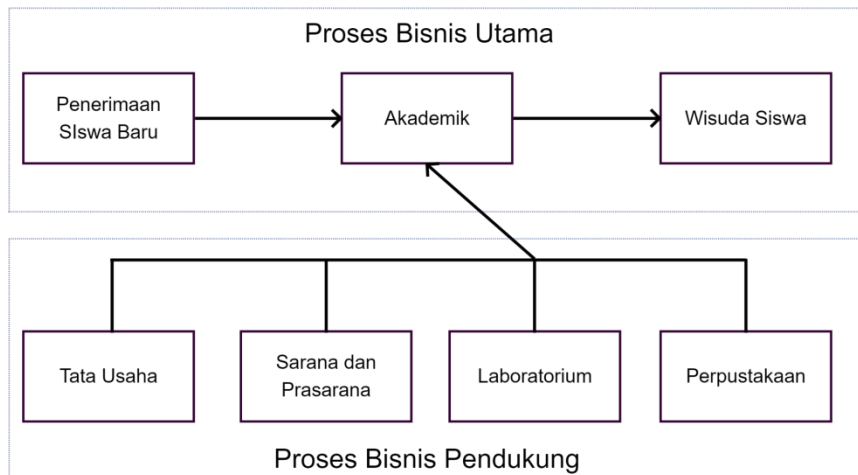 Proses Bisnis Utama
Penerimaan
SIswa Baru
Akademik
Wisuda Siswa
Tata Usaha
Sarana dan
Prasarana
Laboratorium
Perpustakaan
Proses Bisnis Pendukung